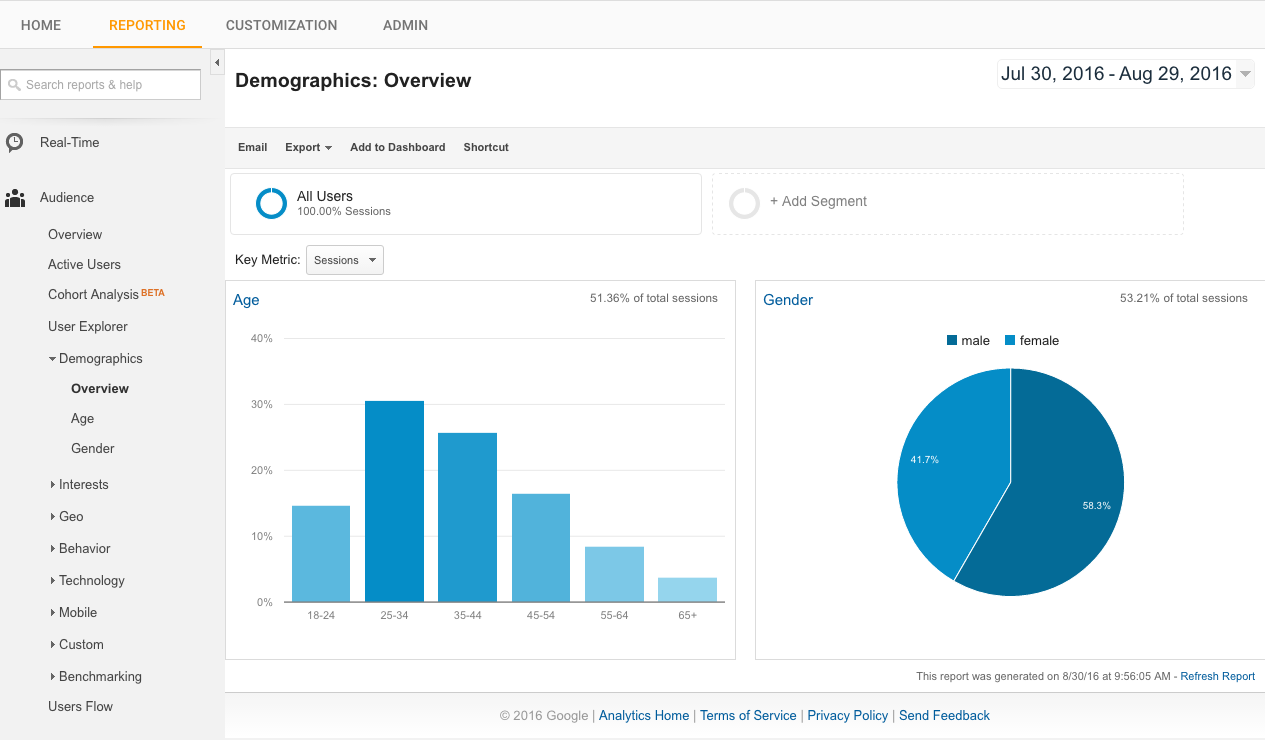 HOME REPORTING CUSTOMIZATION ADMIN
Search reports & help
Real-Time
Audience
Overview
Active Users
Cohort Analysis BETA
User Explorer
Demographics
Overview
Age
Gender
Interests
Geo
Behavior
Technology
Mobile
Custom
Benchmarking
Users Flow
Demographics: Overview
Jul 30, 2016 - Aug 29, 2016
Email Export Add to Dashboard Shortcut
All Users
100.00% Sessions
+ Add Segment
Key Metric: Sessions
Age 51.36% of total sessions
40%
30%
20%
10%
0%
18-24 25-34 35-44 45-54 55-64 65+
Gender 53.21% of total sessions
male female
41.7%
58.3%
This report was generated on 8/30/16 at 9:56:05 AM - Refresh Report
© 2016 Google | Analytics Home | Terms of Service | Privacy Policy | Send Feedback